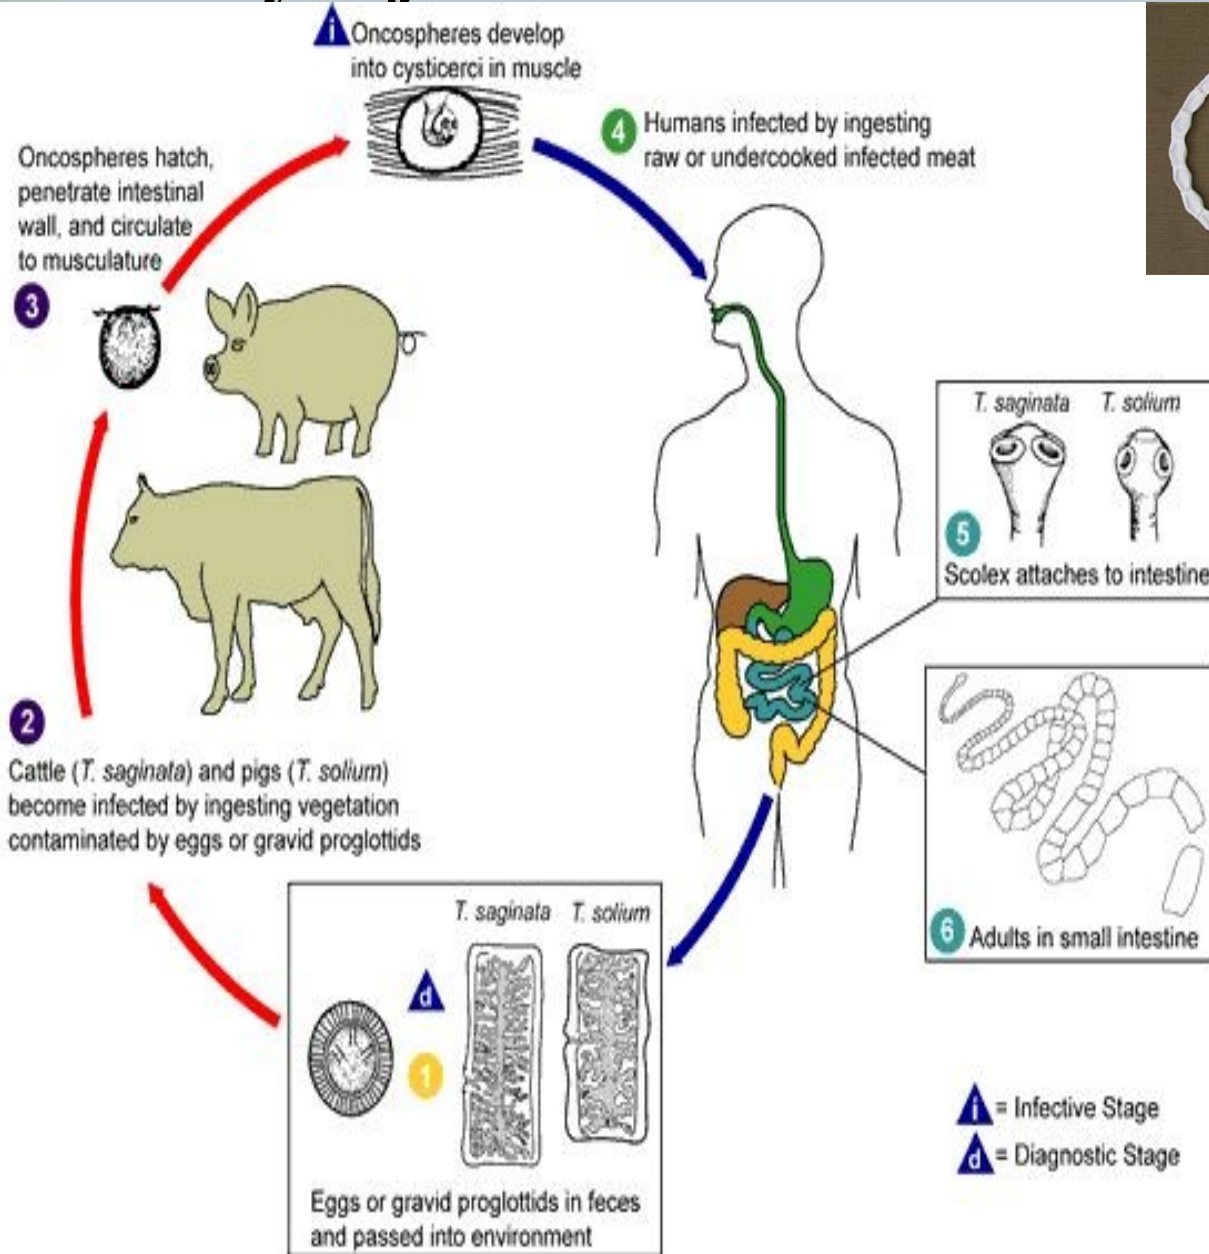 i Oncospheres develop
into cysticerci in muscle
4 Humans infected by ingesting
raw or undercooked infected meat
Oncospheres hatch,
penetrate intestinal
wall, and circulate
to musculature
3
T. saginata T. solium
5
Scolex attaches to intestine
2
Cattle (T. saginata) and pigs (T. solium)
become infected by ingesting vegetation
contaminated by eggs or gravid proglottids
6 Adults in small intestine
T. saginata T. solium
d
1
Eggs or gravid proglottids in feces
and passed into environment
i = Infective Stage
d = Diagnostic Stage